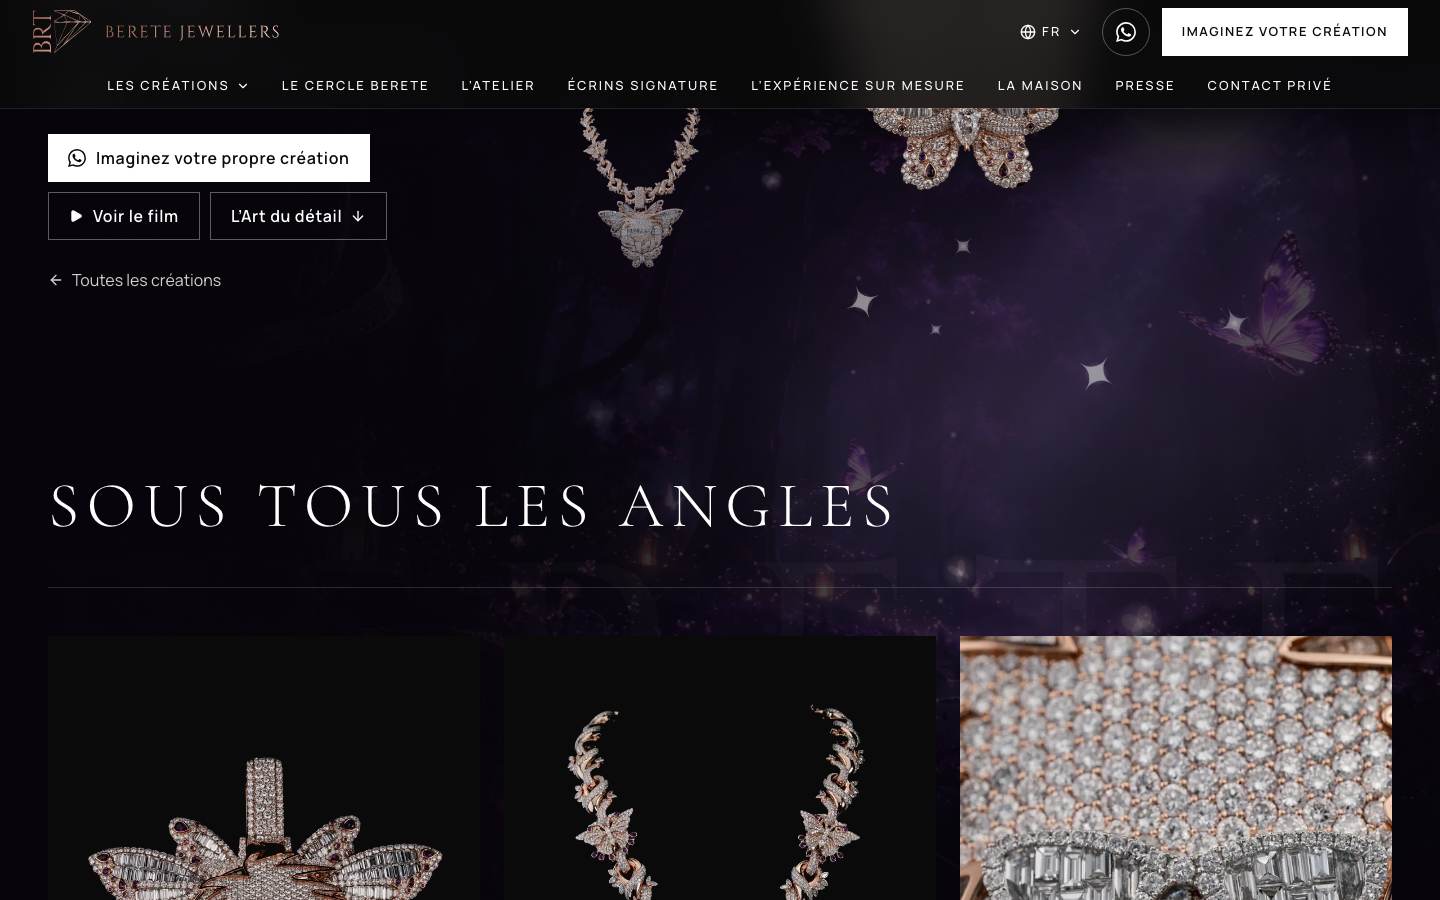 BRT BERETE JEWELLERS
FR
IMAGINEZ VOTRE CRÉATION
LES CRÉATIONS
LE CERCLE BERETE
L'ATELIER
ÉCRINS SIGNATURE
L'EXPÉRIENCE SUR MESURE
LA MAISON
PRESSE
CONTACT PRIVÉ
Imaginez votre propre création
Voir le film
L'Art du détail ↓
← Toutes les créations
SOUS TOUS LES ANGLES